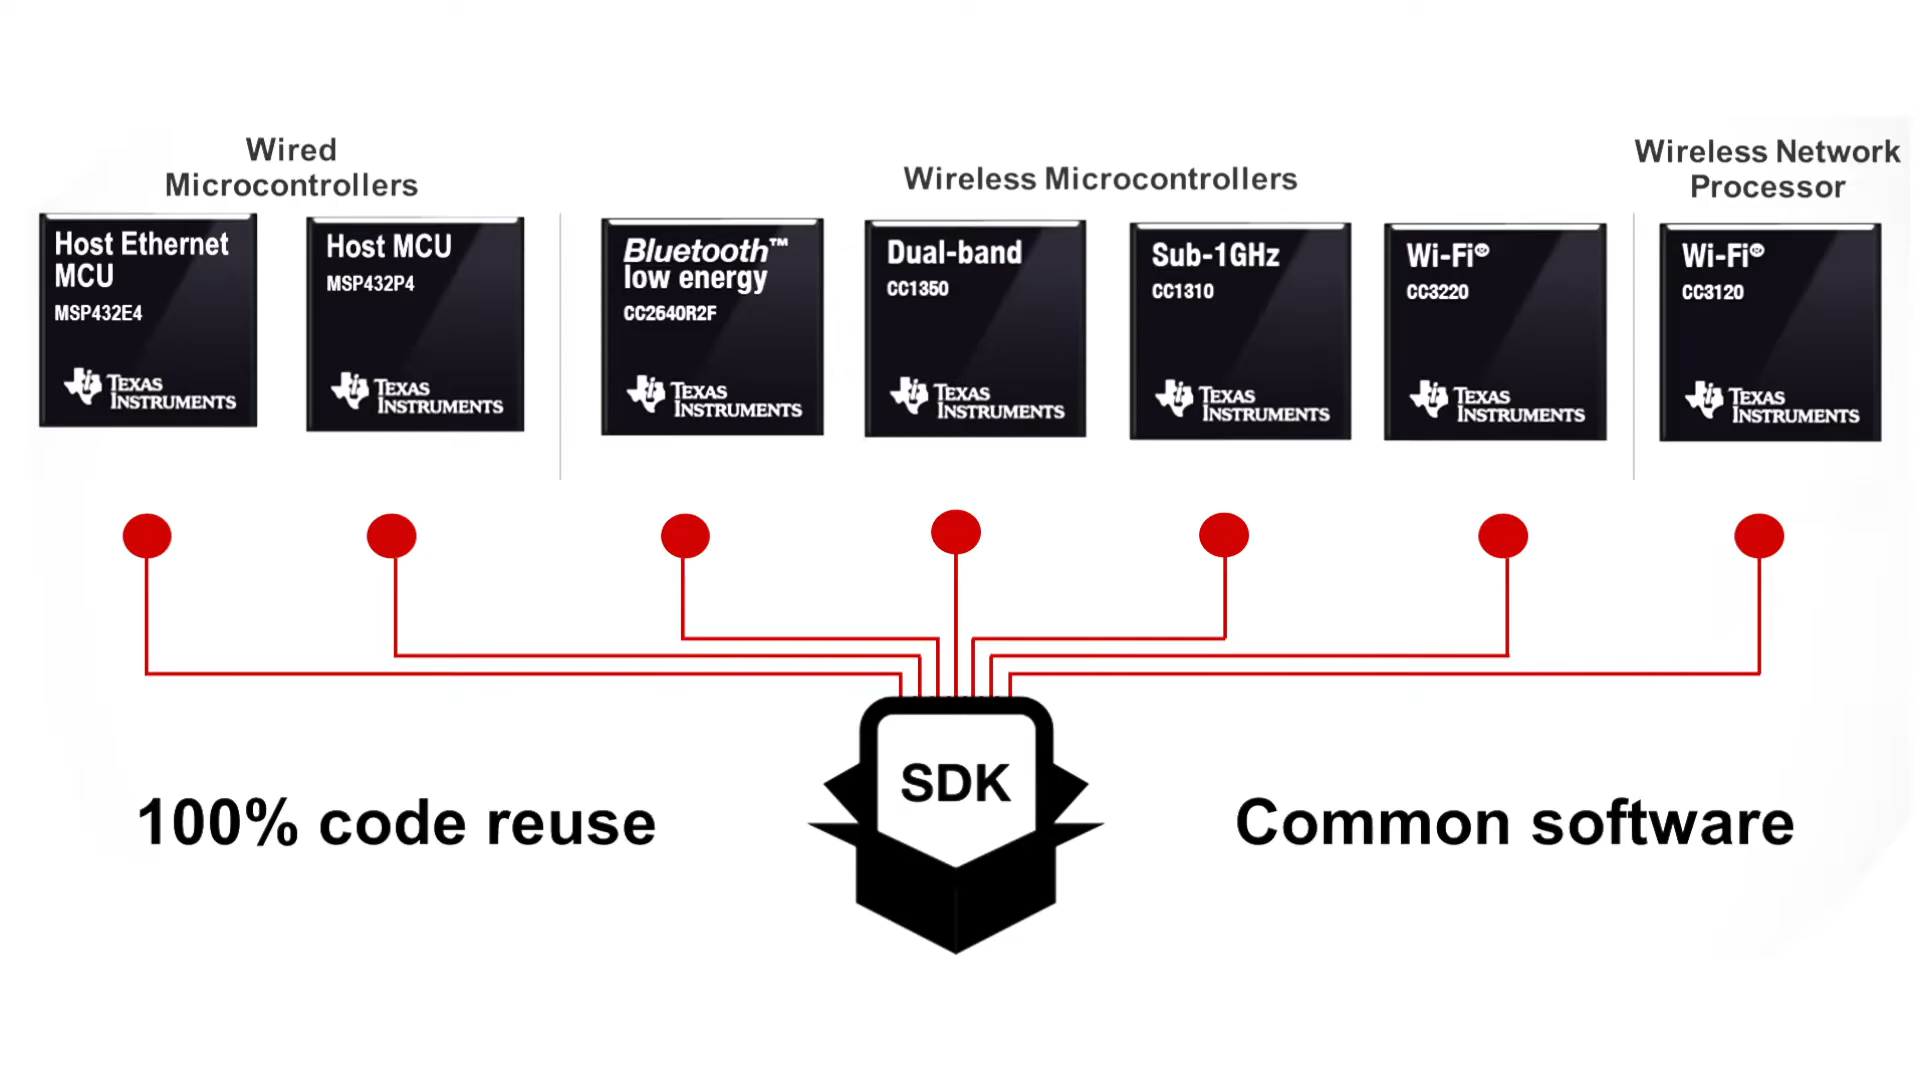 Wired
Microcontrollers
Wireless Microcontrollers
Wireless Network
Processor
Host Ethernet
MCU
MSP432E4
TEXAS
INSTRUMENTS
Host MCU
MSP432P4
TEXAS
INSTRUMENTS
Bluetooth™
low energy
CC2640R2F
TEXAS
INSTRUMENTS
Dual-band
CC1350
TEXAS
INSTRUMENTS
Sub-1GHz
CC1310
TEXAS
INSTRUMENTS
Wi-Fi®
CC3220
TEXAS
INSTRUMENTS
Wi-Fi®
CC3120
TEXAS
INSTRUMENTS
SDK
100% code reuse
Common software